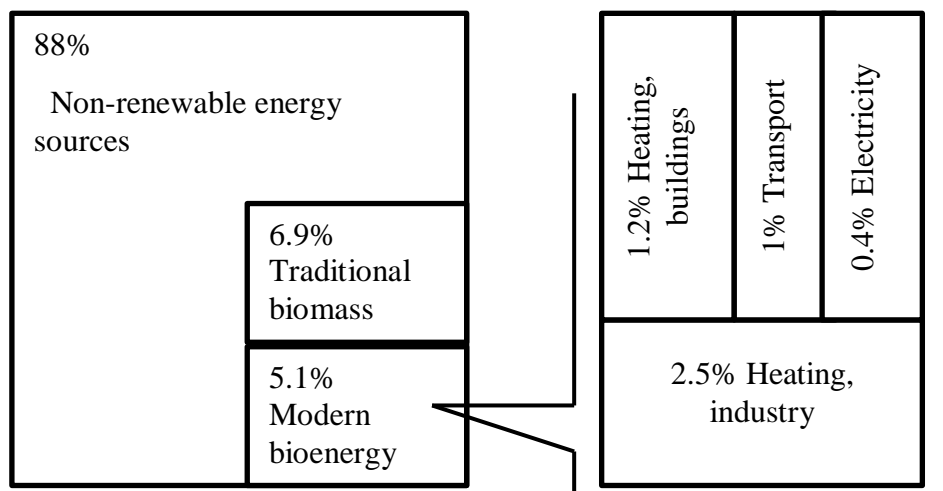 88%
Non-renewable energy
sources
6.9%
Traditional
biomass
5.1%
Modern
bioenergy
1.2% Heating,
buildings
1% Transport
0.4% Electricity
2.5% Heating,
industry